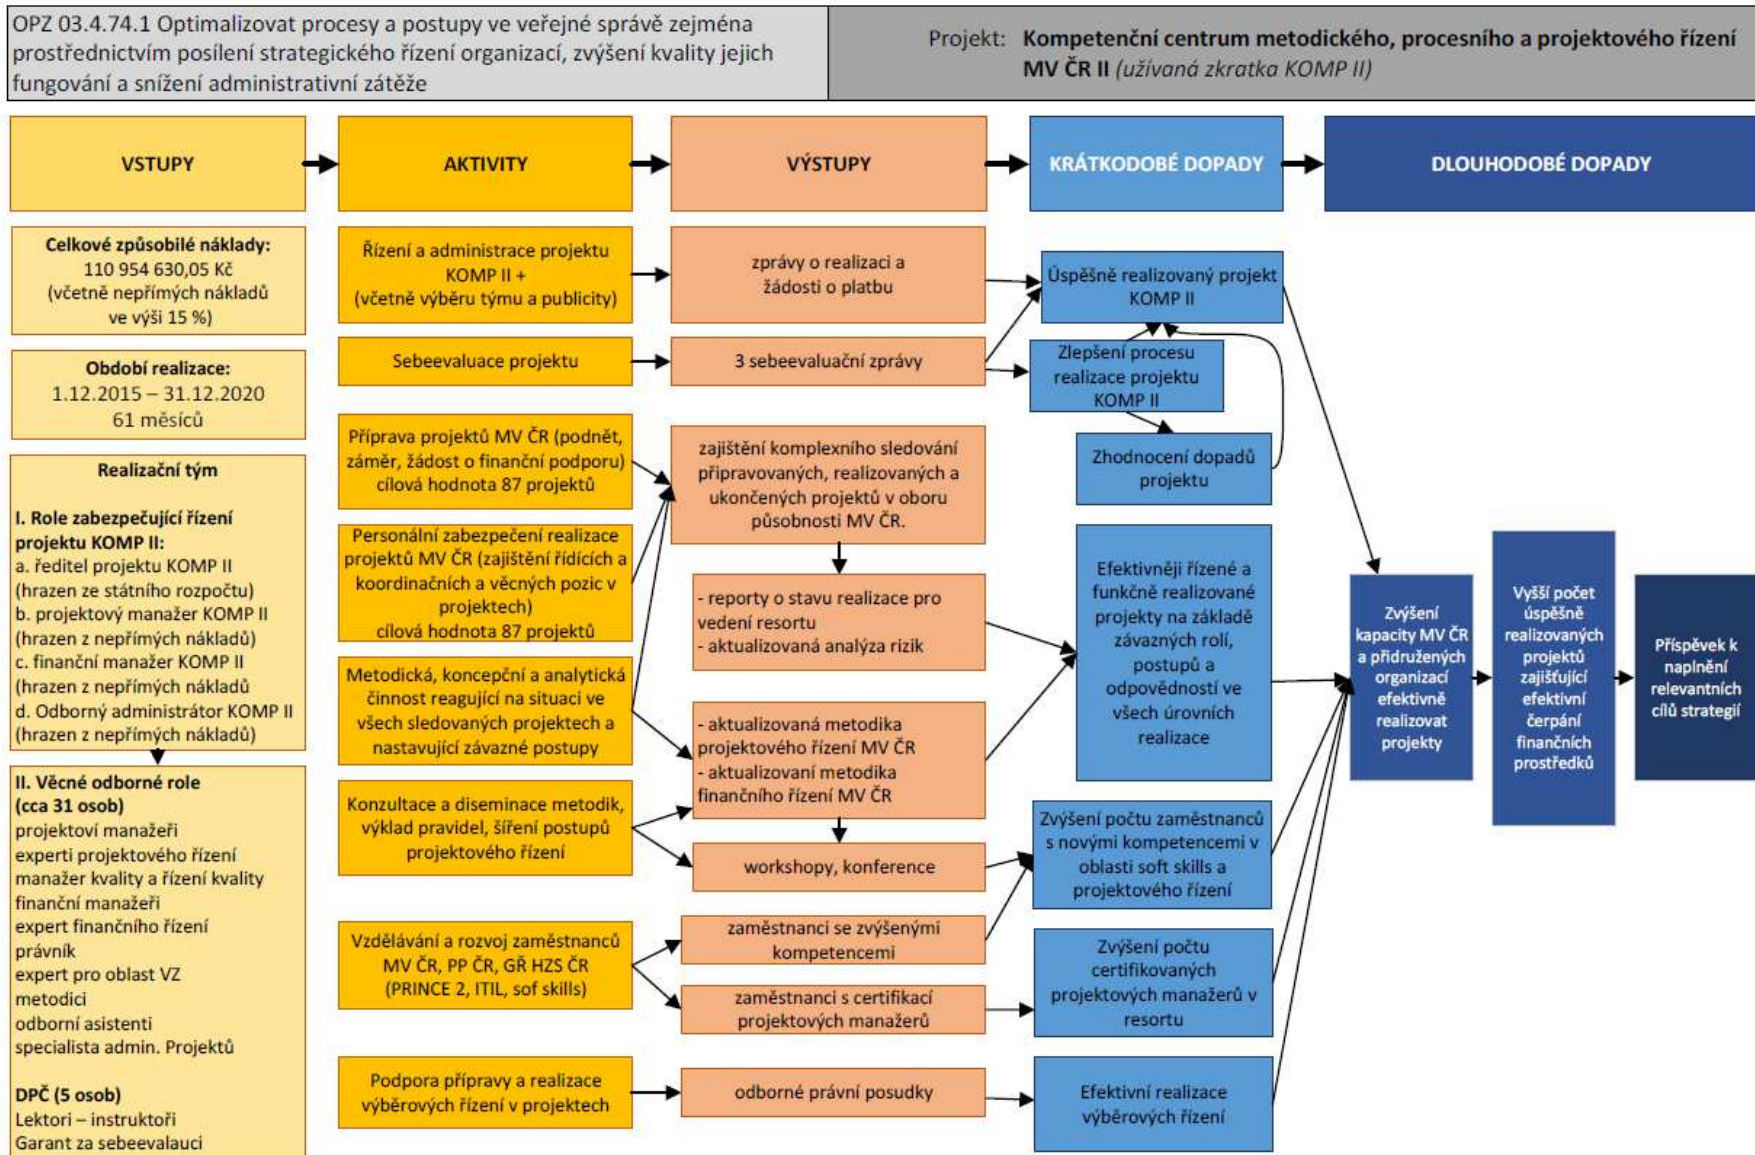 OPZ 03.4.74.1 Optimalizovat procesy a postupy ve veřejné správě zejména
prostřednictvím posílení strategického řízení organizací, zvýšení kvality jejich
fungování a snížení administrativní zátěže
Projekt: Kompetenční centrum metodického, procesního a projektového řízení
MV ČR II (užívaná zkratka KOMP II)
VSTUPY
AKTIVITY
VÝSTUPY
KRÁTKODOBÉ DOPADY
DLOUHODOBÉ DOPADY
Celkové způsobilé náklady:
110 954 630,05 Kč
(včetně nepřímých nákladů
ve výši 15 %)
Období realizace:
1.12.2015 – 31.12.2020
61 měsíců
Realizační tým
I. Role zabezpečující řízení
projektu KOMP II:
a. ředitel projektu KOMP II
(hrazen ze státního rozpočtu)
b. projektový manažer KOMP II
(hrazen z nepřímých nákladů)
c. finanční manažer KOMP II
(hrazen z nepřímých nákladů
d. Odborný administrátor KOMP II
(hrazen z nepřímých nákladů)
II. Věcné odborné role
(cca 31 osob)
projektoví manažeři
experti projektového řízení
manažer kvality a řízení kvality
finanční manažeři
expert finančního řízení
právník
expert pro oblast VZ
metodici
odborní asistenti
specialista admin. Projektů
DPČ (5 osob)
Lektori – instruktoři
Garant za sebeevalauci
Řízení a administrace projektu
KOMP II +
(včetně výběru týmu a publicity)
Sebeevaluace projektu
Příprava projektů MV ČR (podnět,
záměr, žádost o finanční podporu)
cílová hodnota 87 projektů
Personální zabezpečení realizace
projektů MV ČR (zajištění řídících a
koordinačních a věcných pozic v
projektech)
cílová hodnota 87 projektů
Metodická, koncepční a analytická
činnost reagující na situaci ve
všech sledovaných projektech a
nastavující závazné postupy
Konzultace a diseminace metodik,
výklad pravidel, šíření postupů
projektového řízení
Vzdělávání a rozvoj zaměstnanců
MV ČR, PP ČR, GŘ HZS ČR
(PRINCE 2, ITIL, sof skills)
Podpora přípravy a realizace
výběrových řízení v projektech
zprávy o realizaci a
žádosti o platbu
3 sebeevaluační zprávy
zajištění komplexního sledování
připravovaných, realizovaných a
ukončených projektů v oboru
působnosti MV ČR.
- reporty o stavu realizace pro
vedení resortu
- aktualizovaná analýza rizik
- aktualizovaná metodika
projektového řízení MV ČR
- aktualizovaní metodika
finančního řízení MV ČR
workshopy, konference
zaměstnanci se zvýšenými
kompetencemi
zaměstnanci s certifikací
projektových manažerů
odborné právní posudky
Úspěšně realizovaný projekt
KOMP II
Zlepšení procesu
realizace projektu
KOMP II
Zhodnocení dopadů
projektu
Efektivněji řízené a
funkčně realizované
projekty na základě
závazných rolí,
postupů a
odpovědností ve
všech úrovních
realizace
Zvýšení počtu zaměstnanců
s novými kompetencemi v
oblasti soft skills a
projektového řízení
Zvýšení počtu
certifikovaných
projektových manažerů v
resortu
Efektivní realizace
výběrových řízení
Zvýšení
kapacity MV ČR
a přidružených
organizací
efektivně
realizovat
projekty
Vyšší počet
úspěšně
realizovaných
projektů
zajišťující
efektivní
čerpání
finančních
prostředků
Příspěvek k
naplnění
relevantních
cílů strategií